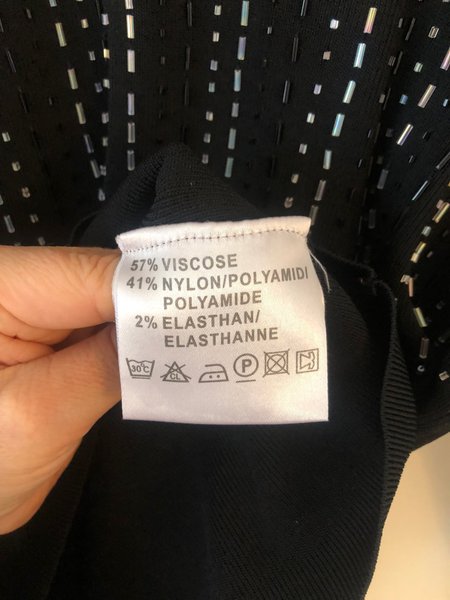 57% VISCOSE
41% NYLON/POLYAMIDI
POLYAMIDE
2% ELASTHAN/
ELASTHANNE
30°C CL P